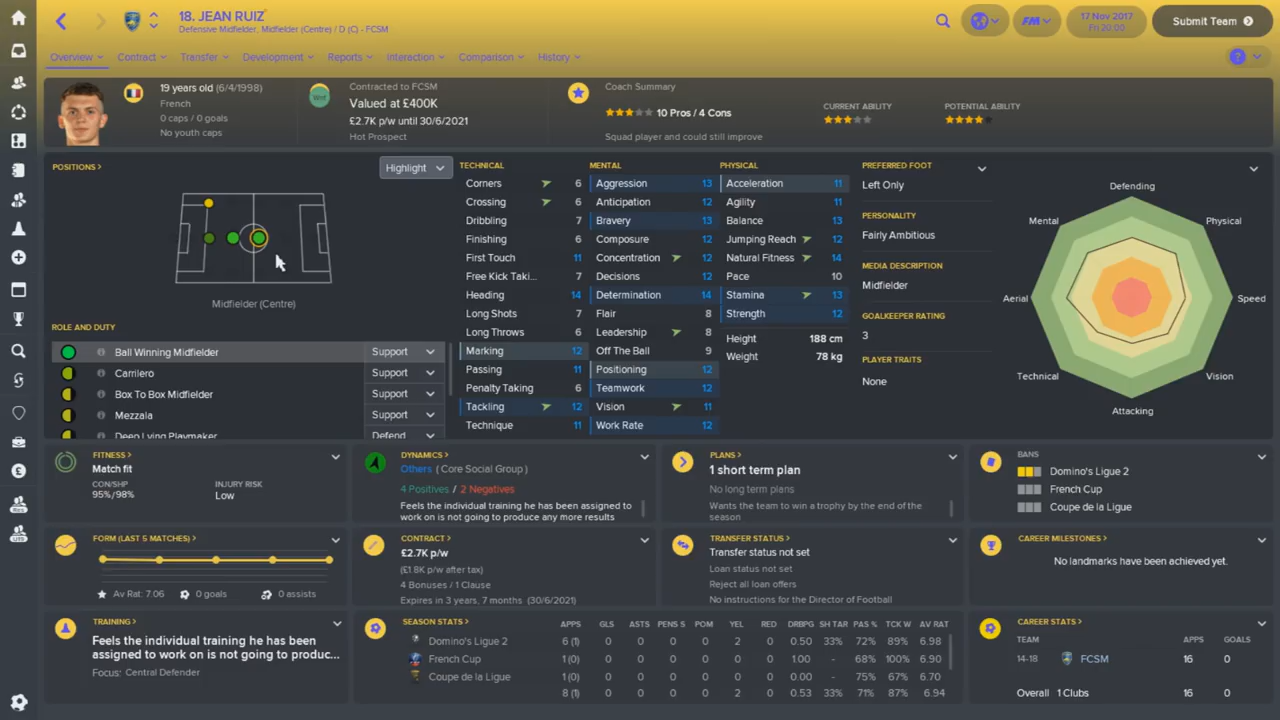 18. JEAN RUIZ
Defensive Midfielder, Midfielder (Centre) / D (C) - FCSM
FM
17 Nov 2017
Fri 20:00
Submit Team
Overview
Contract
Transfer
Development
Reports
Interaction
Comparison
History
?
19 years old (6/4/1998)
French
0 caps / 0 goals
No youth caps
Wnt
Contracted to FCSM
Valued at £400K
£2.7K p/w until 30/6/2021
Hot Prospect
Coach Summary
10 Pros / 4 Cons
Squad player and could still improve
CURRENT ABILITY
POTENTIAL ABILITY
POSITIONS >
Highlight
Midfielder (Centre)
ROLE AND DUTY
Ball Winning Midfielder Support
Carrilero Support
Box To Box Midfielder Support
Mezzala Support
Deep Lying Playmaker Defend
TECHNICAL
Corners 6
Crossing 6
Dribbling 7
Finishing 6
First Touch 11
Free Kick Taki... 7
Heading 14
Long Shots 7
Long Throws 6
Marking 12
Passing 11
Penalty Taking 6
Tackling 12
Technique 11
MENTAL
Aggression 13
Anticipation 12
Bravery 13
Composure 12
Concentration 12
Decisions 12
Determination 14
Flair 8
Leadership 8
Off The Ball 9
Positioning 12
Teamwork 12
Vision 11
Work Rate 12
PHYSICAL
Acceleration 11
Agility 11
Balance 13
Jumping Reach 12
Natural Fitness 14
Pace 10
Stamina 13
Strength 12
Height 188 cm
Weight 78 kg
PREFERRED FOOT
Left Only
PERSONALITY
Fairly Ambitious
MEDIA DESCRIPTION
Midfielder
GOALKEEPER RATING
3
PLAYER TRAITS
None
Defending
Physical
Speed
Vision
Attacking
Technical
Aerial
Mental
FITNESS >
Match fit
CON/SHP
95%/98%
INJURY RISK
Low
DYNAMICS >
Others ( Core Social Group )
4 Positives / 2 Negatives
Feels the individual training he has been assigned to
work on is not going to produce any more results
PLANS >
1 short term plan
No long term plans
Wants the team to win a trophy by the end of the
season
BANS
Domino's Ligue 2
French Cup
Coupe de la Ligue
FORM (LAST 5 MATCHES) >
Av Rat: 7.06
0 goals
0 assists
CONTRACT >
£2.7K p/w
(£1.8K p/w after tax)
4 Bonuses / 1 Clause
Expires in 3 years, 7 months (30/6/2021)
TRANSFER STATUS >
Transfer status not set
Loan status not set
Reject all loan offers
No instructions for the Director of Football
CAREER MILESTONES >
No landmarks have been achieved yet.
TRAINING >
Feels the individual training he has been
assigned to work on is not going to produc...
Focus: Central Defender
SEASON STATS > APPS GLS ASTS PENS S POM YEL RED DRBPG SH TAR PAS % TCK W AV RAT
Domino's Ligue 2 6 (1) 0 0 0 0 2 0 0.50 33% 72% 89% 6.98
French Cup 1 (0) 0 0 0 0 0 0 1.00 - 68% 100% 6.90
Coupe de la Ligue 1 (0) 0 0 0 0 0 0 0.00 - 75% 67% 6.70
8 (1) 0 0 0 0 2 0 0.53 33% 71% 87% 6.94
CAREER STATS >
TEAM APPS GOALS
14-18 FCSM 16 0
Overall 1 Clubs 16 0